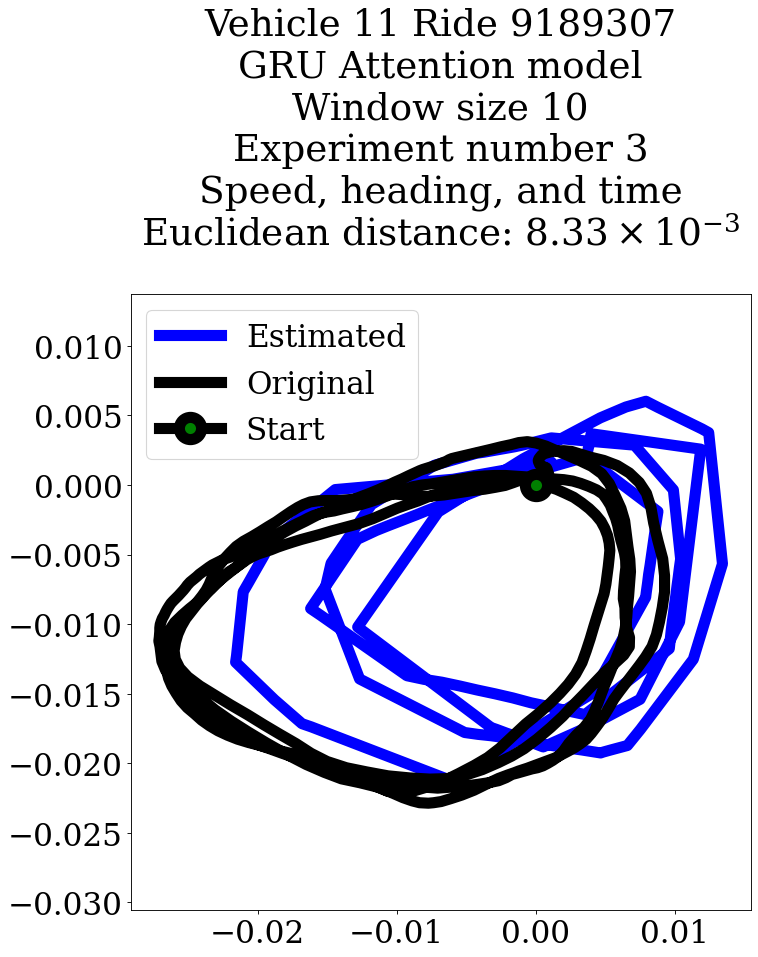 Vehicle 11 Ride 9189307
GRU Attention model
Window size 10
Experiment number 3
Speed, heading, and time
Euclidean distance: 8.33 × 10⁻³
Estimated
Original
Start
0.010
0.005
0.000
−0.005
−0.010
−0.015
−0.020
−0.025
−0.030
−0.02 −0.01 0.00 0.01